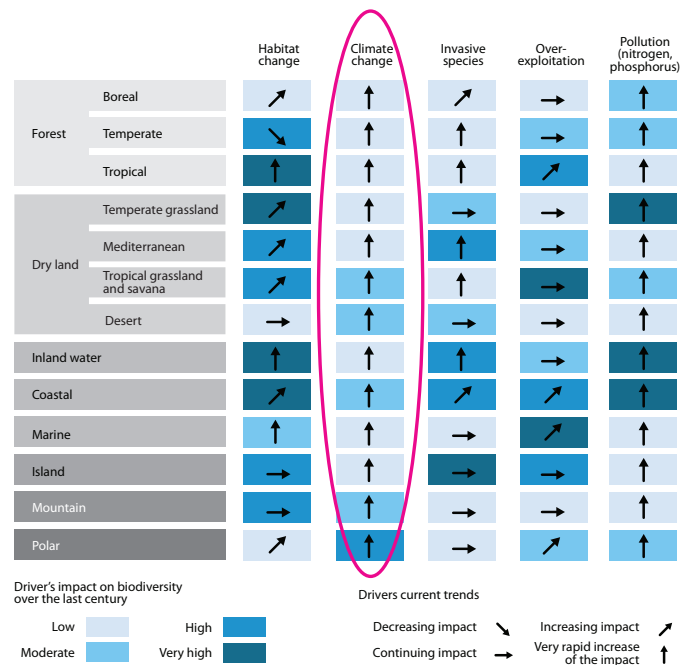 Habitat
change
Climate
change
Invasive
species
Over-
exploitation
Pollution
(nitrogen,
phosphorus)
Forest
Boreal
Temperate
Tropical
Dry land
Temperate grassland
Mediterranean
Tropical grassland
and savana
Desert
Inland water
Coastal
Marine
Island
Mountain
Polar
Driver's impact on biodiversity
over the last century
Low
High
Moderate
Very high
Drivers current trends
Decreasing impact
Increasing impact
Continuing impact
Very rapid increase
of the impact